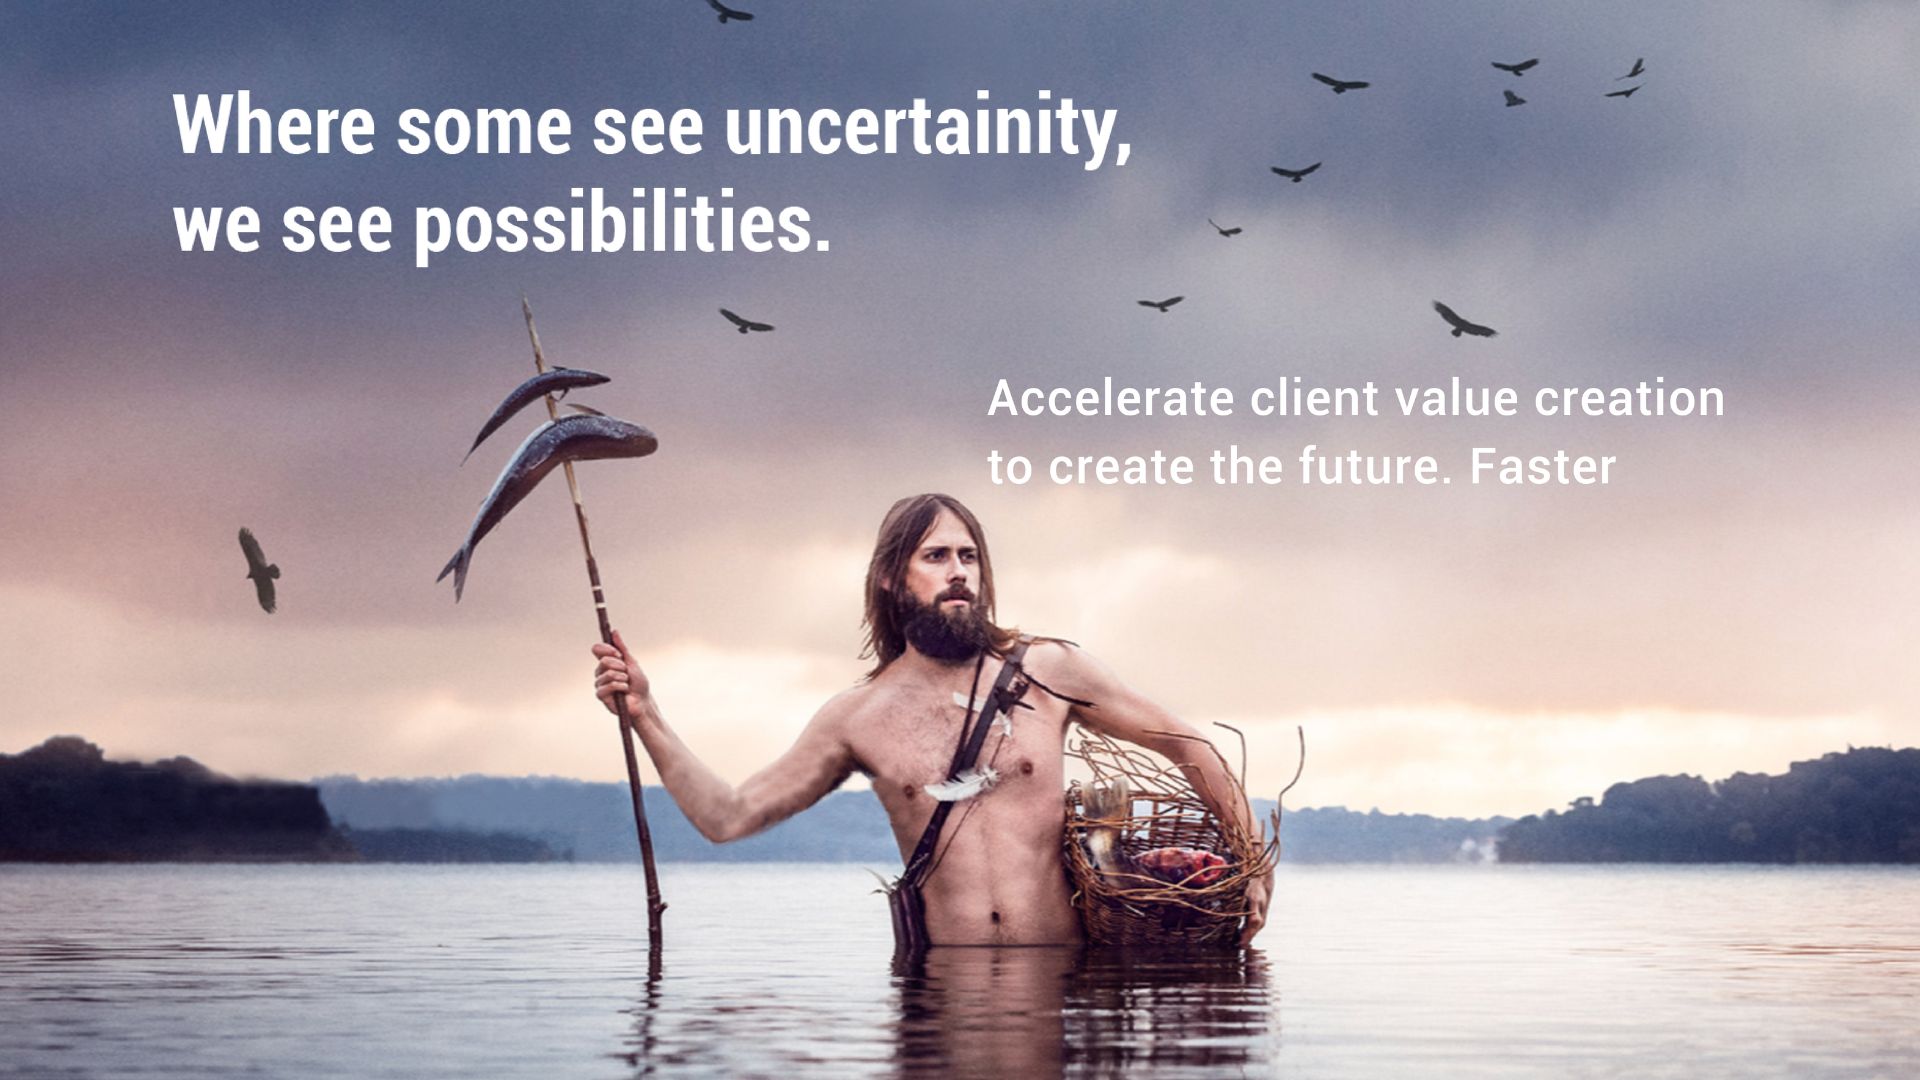 Where some see uncertainity,
we see possibilities.
Accelerate client value creation
to create the future. Faster